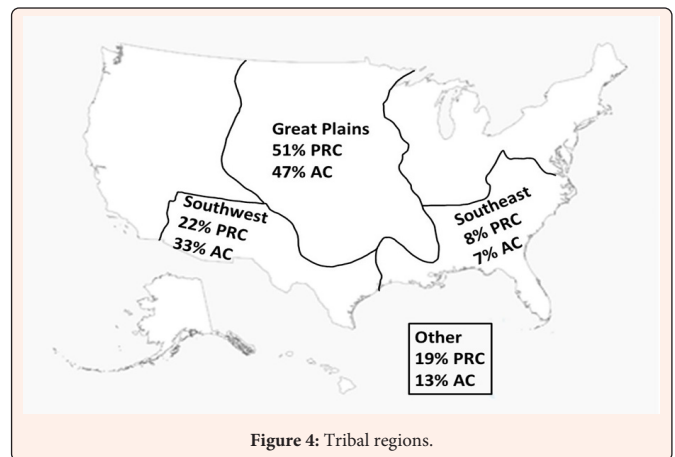 Great Plains
51% PRC
47% AC
Southwest
22% PRC
33% AC
Southeast
8% PRC
7% AC
Other
19% PRC
13% AC
Figure 4: Tribal regions.